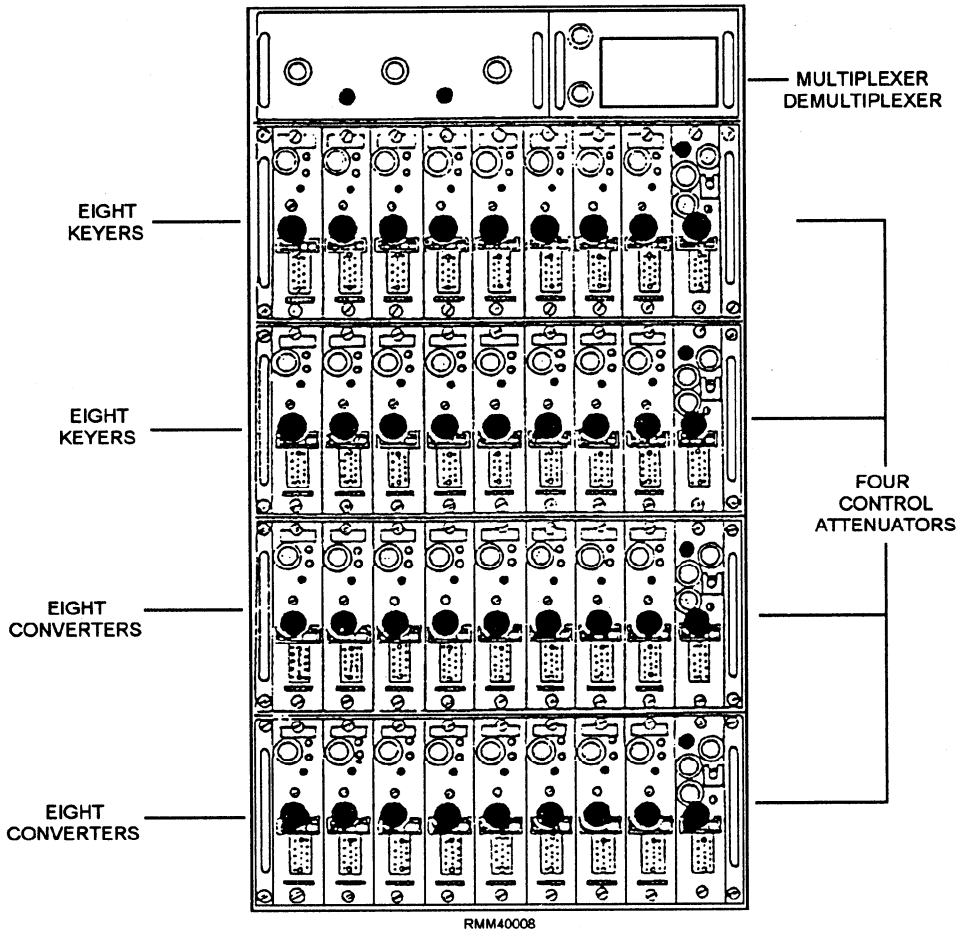 MULTIPLEXER
DEMULTIPLEXER
EIGHT
KEYERS
EIGHT
KEYERS
FOUR
CONTROL
ATTENUATORS
EIGHT
CONVERTERS
EIGHT
CONVERTERS
RMM40008